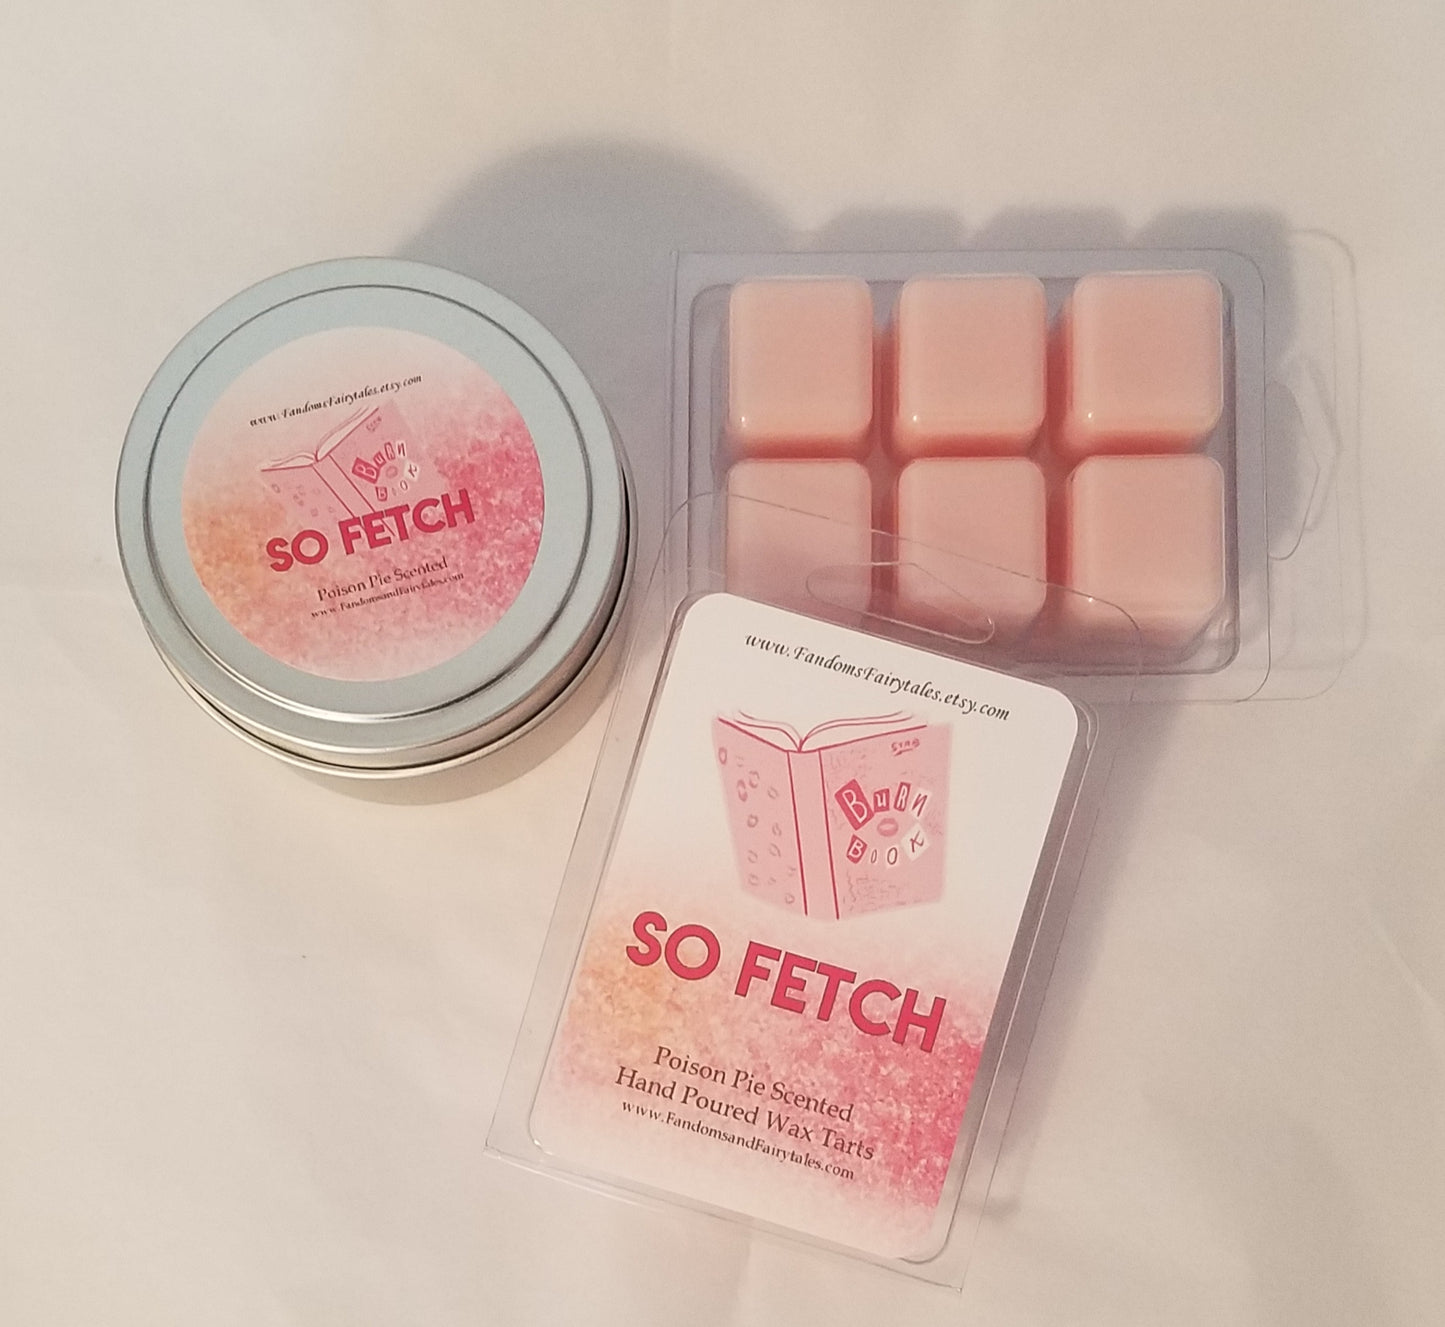 www.FandomsFairytales.etsy.com
BuRN
BOOK
SO FETCH
Poison Pie Scented
www.FandomsandFairytales.com
www.FandomsFairytales.etsy.com
BuRN
BOOK
SO FETCH
Poison Pie Scented
Hand Poured Wax Tarts
www.FandomsandFairytales.com